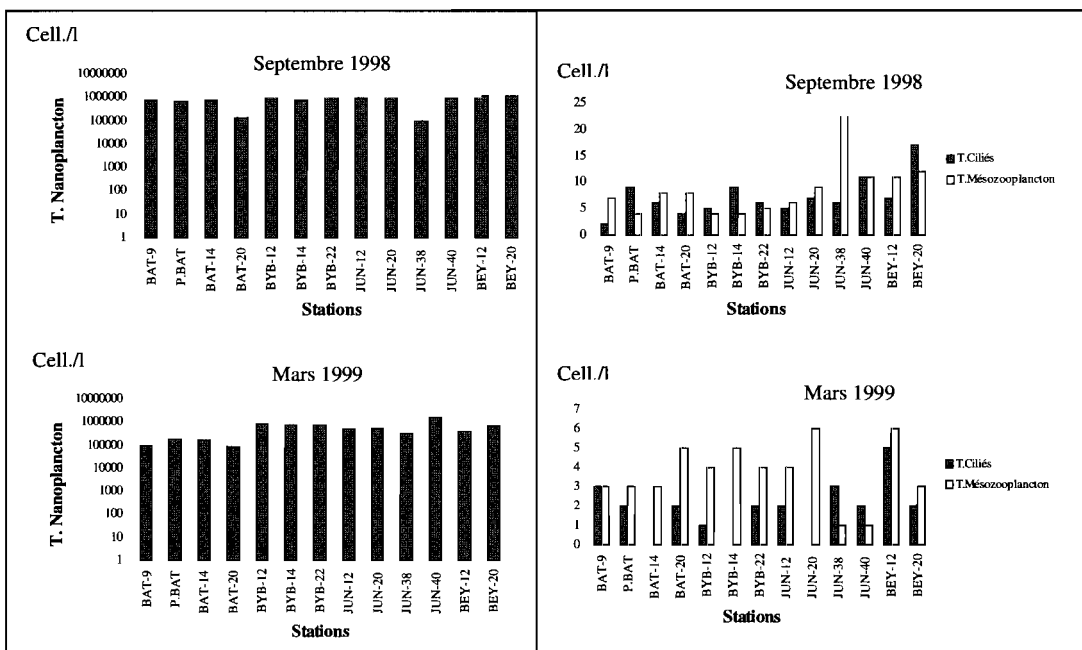 Cell./l
Septembre 1998
T. Nanoplancton
10000000
1000000
100000
10000
1000
100
10
1
BAT-9
P.BAT
BAT-14
BAT-20
BYB-12
BYB-14
BYB-22
JUN-12
JUN-20
JUN-38
JUN-40
BEY-12
BEY-20
Stations
Cell./l
Septembre 1998
25
20
15
10
5
0
T.Ciliés
T.Mésozooplancton
BAT-9
P.BAT
BAT-14
BAT-20
BYB-12
BYB-14
BYB-22
JUN-12
JUN-20
JUN-38
JUN-40
BEY-12
BEY-20
Stations
Cell./l
Mars 1999
T. Nanoplancton
10000000
1000000
100000
10000
1000
100
10
1
BAT-9
P.BAT
BAT-14
BAT-20
BYB-12
BYB-14
BYB-22
JUN-12
JUN-20
JUN-38
JUN-40
BEY-12
BEY-20
Stations
Cell./l
Mars 1999
7
6
5
4
3
2
1
0
T.Ciliés
T.Mésozooplancton
BAT-9
P.BAT
BAT-14
BAT-20
BYB-12
BYB-14
BYB-22
JUN-12
JUN-20
JUN-38
JUN-40
BEY-12
BEY-20
Stations